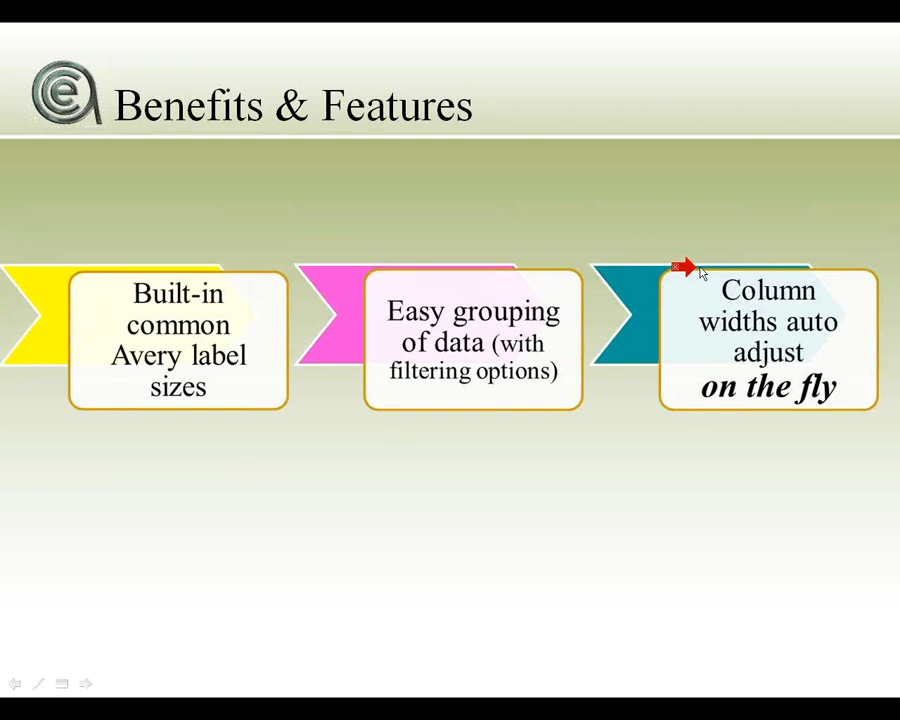 Benefits & Features
Built-in
common
Avery label
sizes
Easy grouping
of data (with
filtering options)
Column
widths auto
adjust
on the fly